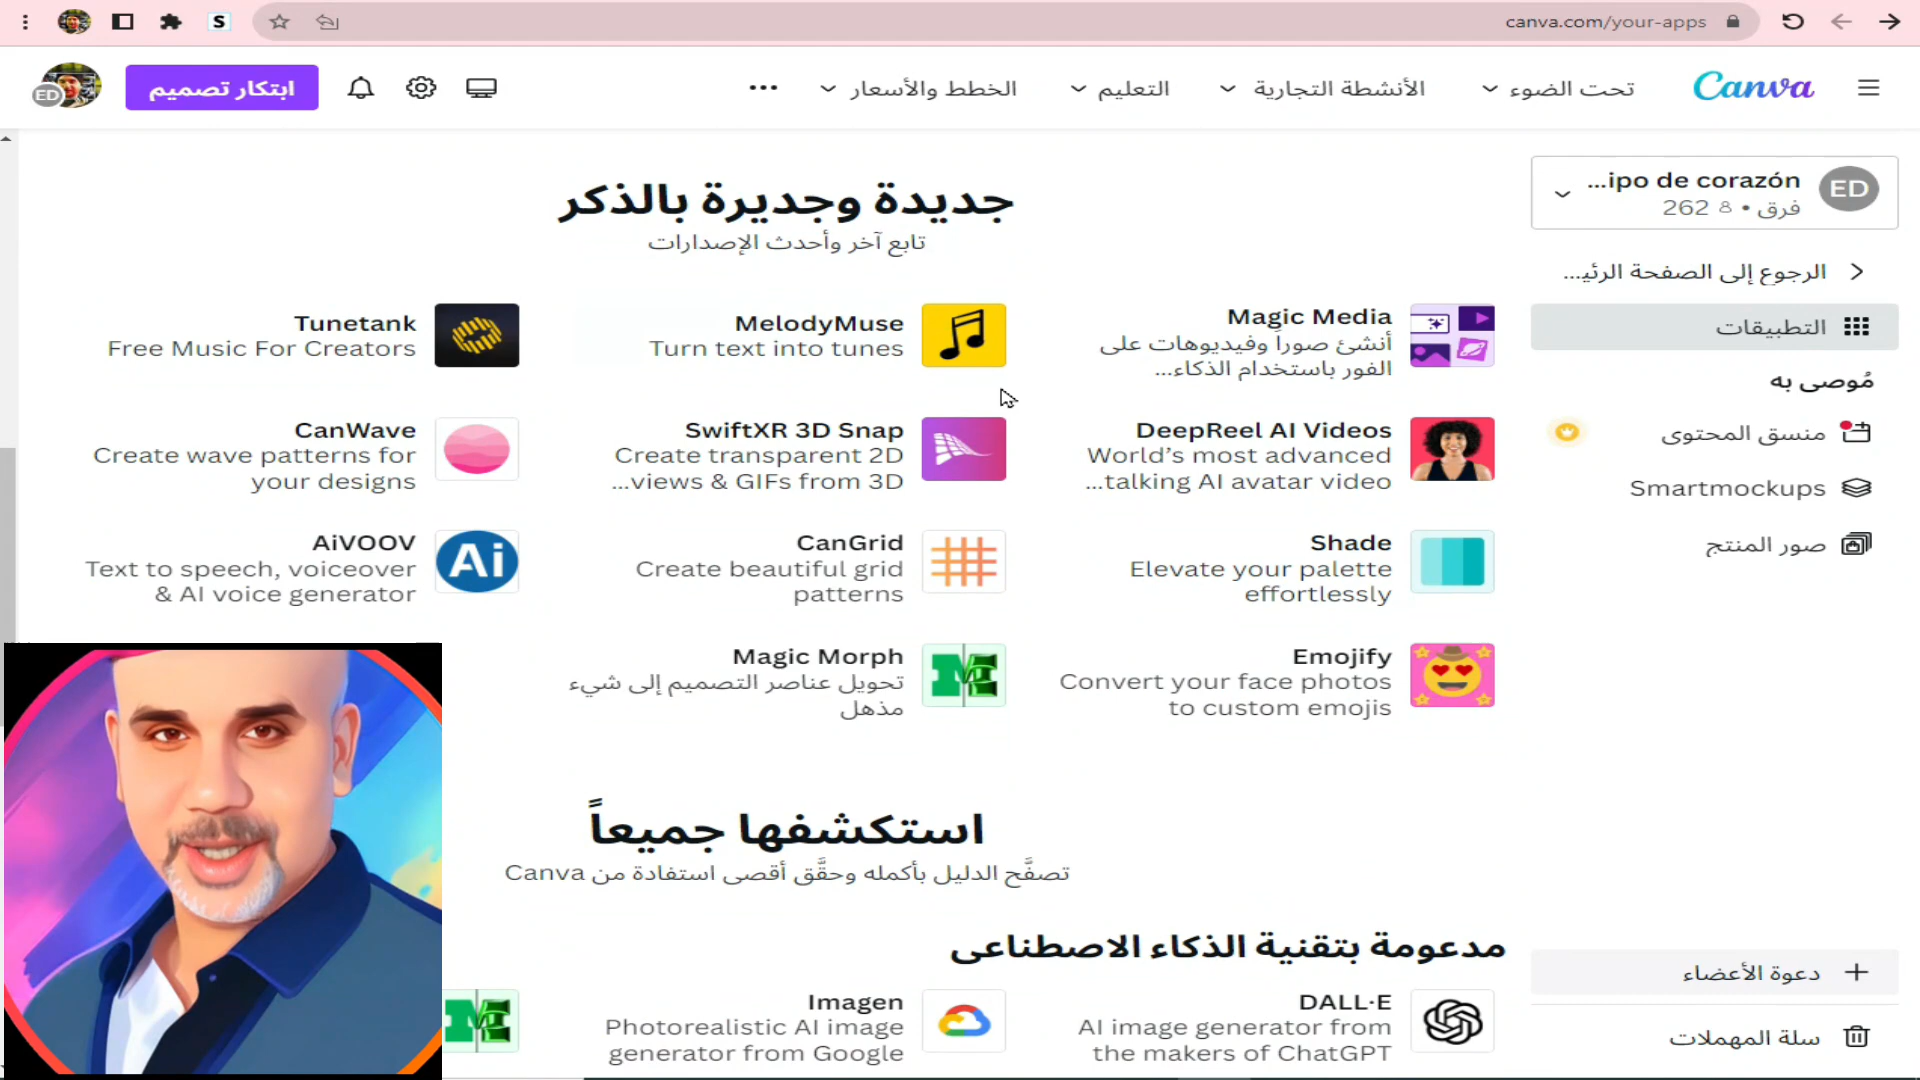 canva.com/your-apps
S
Canva
تحت الضوء
الأنشطة التجارية
التعليم
الخطط والأسعار
ابتكار تصميم
ED
ED
...ipo de corazón
فرق • 262
الرجوع إلى الصفحة الرئيـ...
التطبيقات
مُوصى به
منسق المحتوى
Smartmockups
صور المنتج
دعوة الأعضاء
سلة المهملات
جديدة وجديرة بالذكر
تابع آخر وأحدث الإصدارات
Magic Media
أنشئ صوراً وفيديوهات على
الفور باستخدام الذكاء...
MelodyMuse
Turn text into tunes
Tunetank
Free Music For Creators
DeepReel AI Videos
World’s most advanced
...talking AI avatar video
SwiftXR 3D Snap
Create transparent 2D
...views & GIFs from 3D
CanWave
Create wave patterns for
your designs
Shade
Elevate your palette
effortlessly
CanGrid
Create beautiful grid
patterns
Ai
AiVOOV
Text to speech, voiceover
& AI voice generator
Emojify
Convert your face photos
to custom emojis
Magic Morph
تحويل عناصر التصميم إلى شيء
مذهل
استكشفها جميعاً
تصفَّح الدليل بأكمله وحقَّق أقصى استفادة من Canva
مدعومة بتقنية الذكاء الاصطناعي
DALL·E
AI image generator from
the makers of ChatGPT
Imagen
Photorealistic AI image
generator from Google